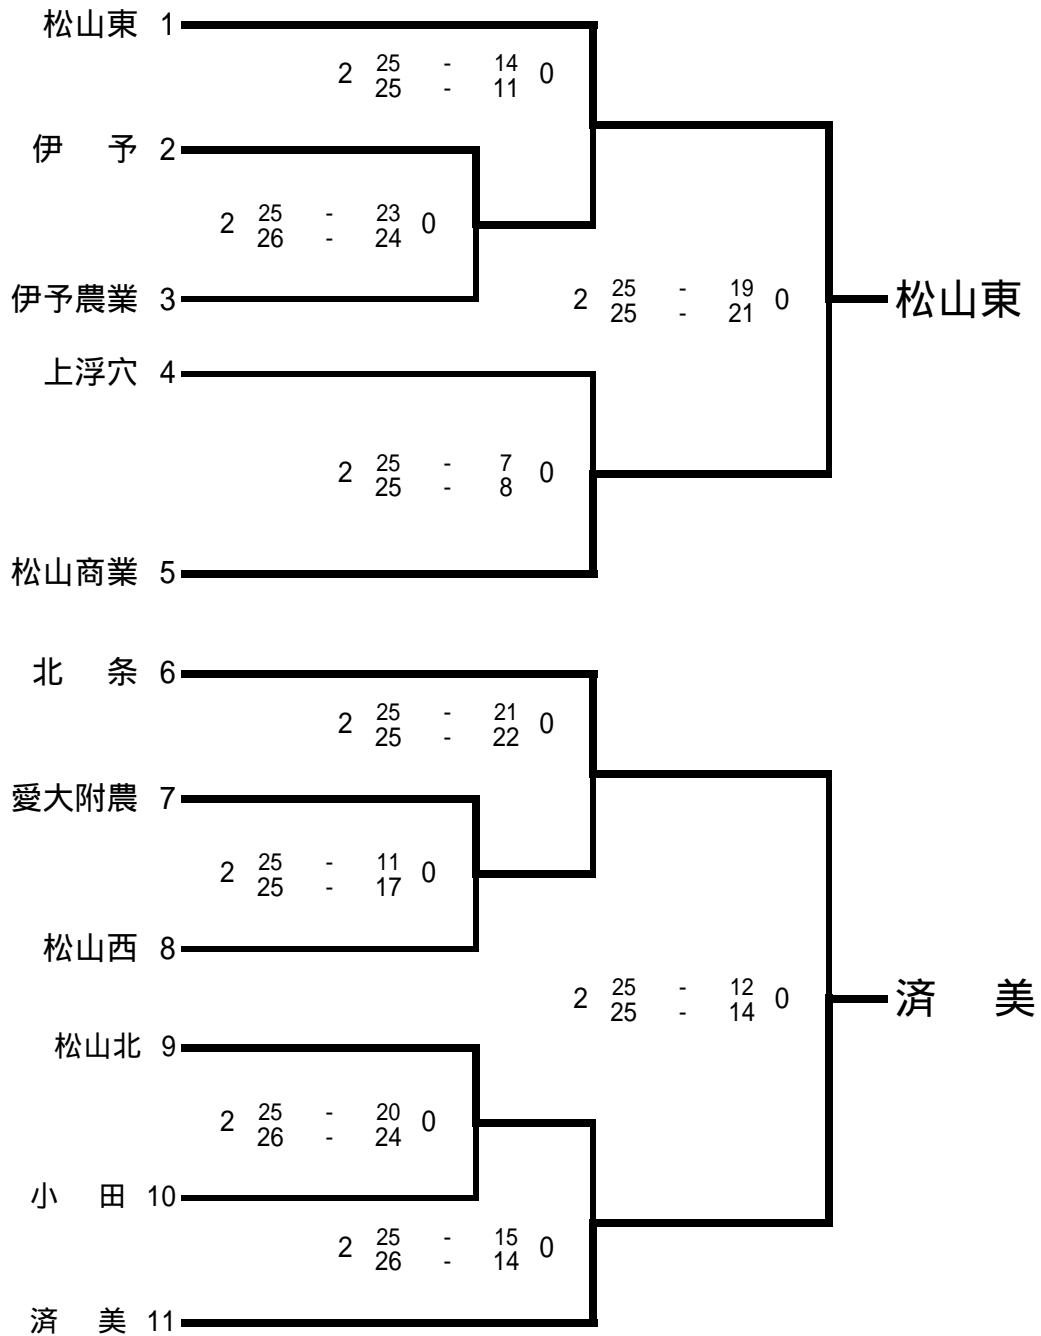 松山東 1
2 25 - 14 0
25 - 11
伊 予 2
2 25 - 23 0
26 - 24
伊予農業 3
2 25 - 19 0
25 - 21
松山東
上浮穴 4
2 25 - 7 0
25 - 8
松山商業 5
北 条 6
2 25 - 21 0
25 - 22
愛大附農 7
2 25 - 11 0
25 - 17
松山西 8
2 25 - 12 0
25 - 14
済 美
松山北 9
2 25 - 20 0
26 - 24
小 田 10
2 25 - 15 0
26 - 14
済 美 11